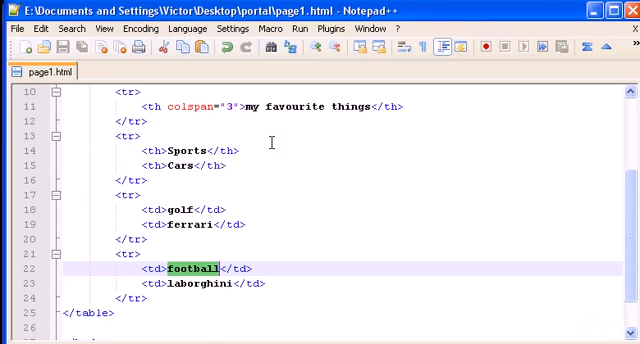 E:\Documents and Settings\Victor\Desktop\portal\page1.html - Notepad++
File Edit Search View Encoding Language Settings Macro Run Plugins Window ? X
page1.html
10 <tr>
11 <th colspan="3">my favourite things</th>
12 </tr>
13 <tr>
14 <th>Sports</th>
15 <th>Cars</th>
16 </tr>
17 <tr>
18 <td>golf</td>
19 <td>ferrari</td>
20 </tr>
21 <tr>
22 <td>football</td>
23 <td>laborghini</td>
24 </tr>
25 </table>
26